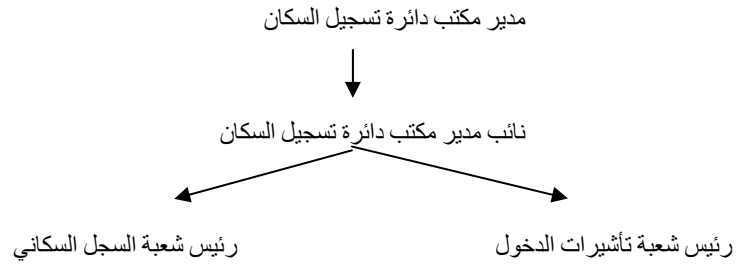 مدير مكتب دائرة تسجيل السكان
نائب مدير مكتب دائرة تسجيل السكان
رئيس شعبة تأشيرات الدخول
رئيس شعبة السجل السكاني